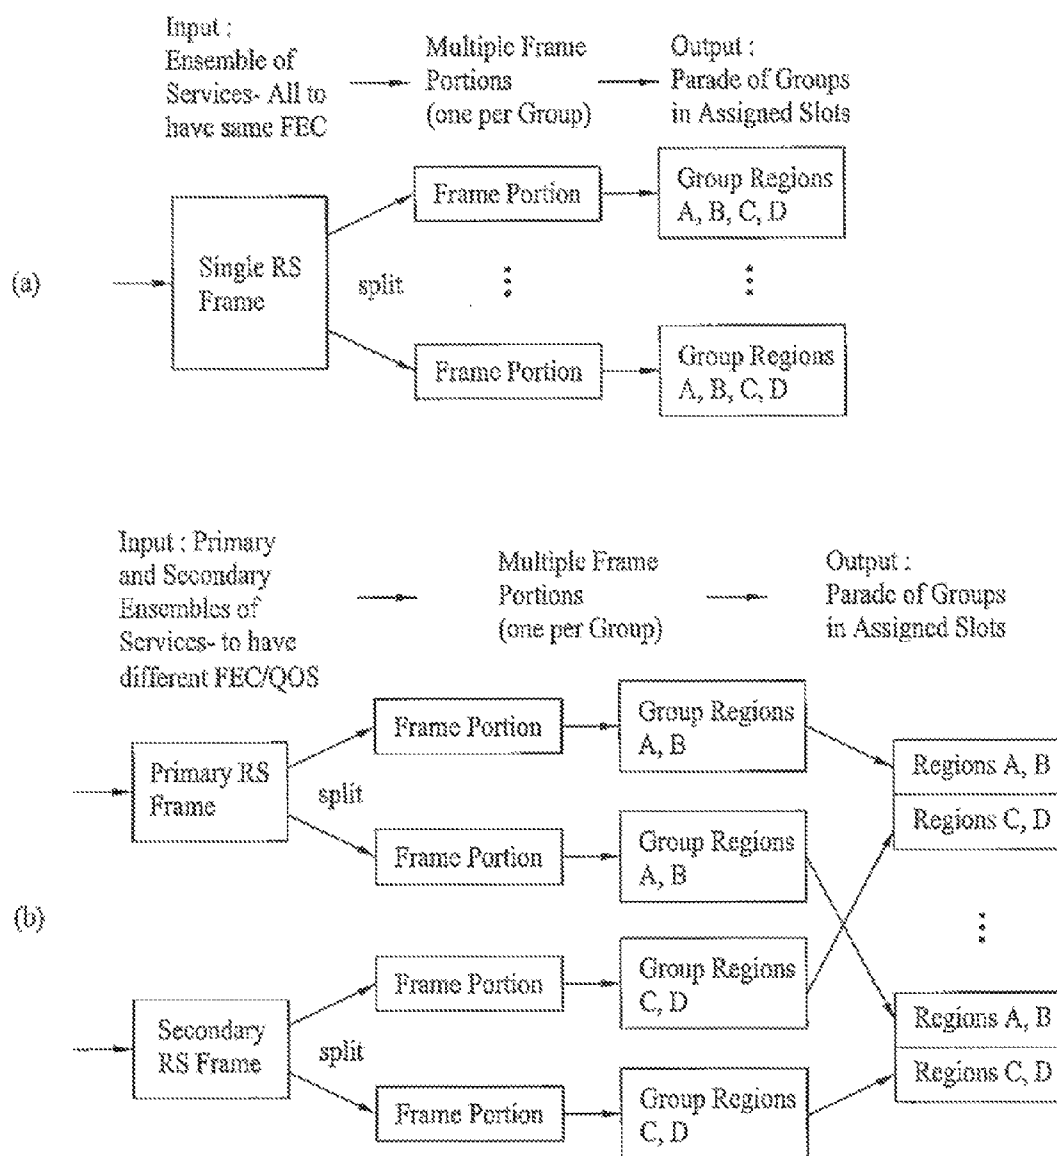 Input :
Ensemble of
Services- All to
have same FEC
Multiple Frame
Portions
(one per Group)
Output :
Parade of Groups
in Assigned Slots
(a)
Single RS
Frame
split
Frame Portion
Group Regions
A, B, C, D
Frame Portion
Group Regions
A, B, C, D
Input : Primary
and Secondary
Ensembles of
Services- to have
different FEC/QOS
Multiple Frame
Portions
(one per Group)
Output :
Parade of Groups
in Assigned Slots
(b)
Primary RS
Frame
split
Frame Portion
Group Regions
A, B
Frame Portion
Group Regions
A, B
Regions A, B
Regions C, D
Secondary
RS Frame
split
Frame Portion
Group Regions
C, D
Frame Portion
Group Regions
C, D
Regions A, B
Regions C, D